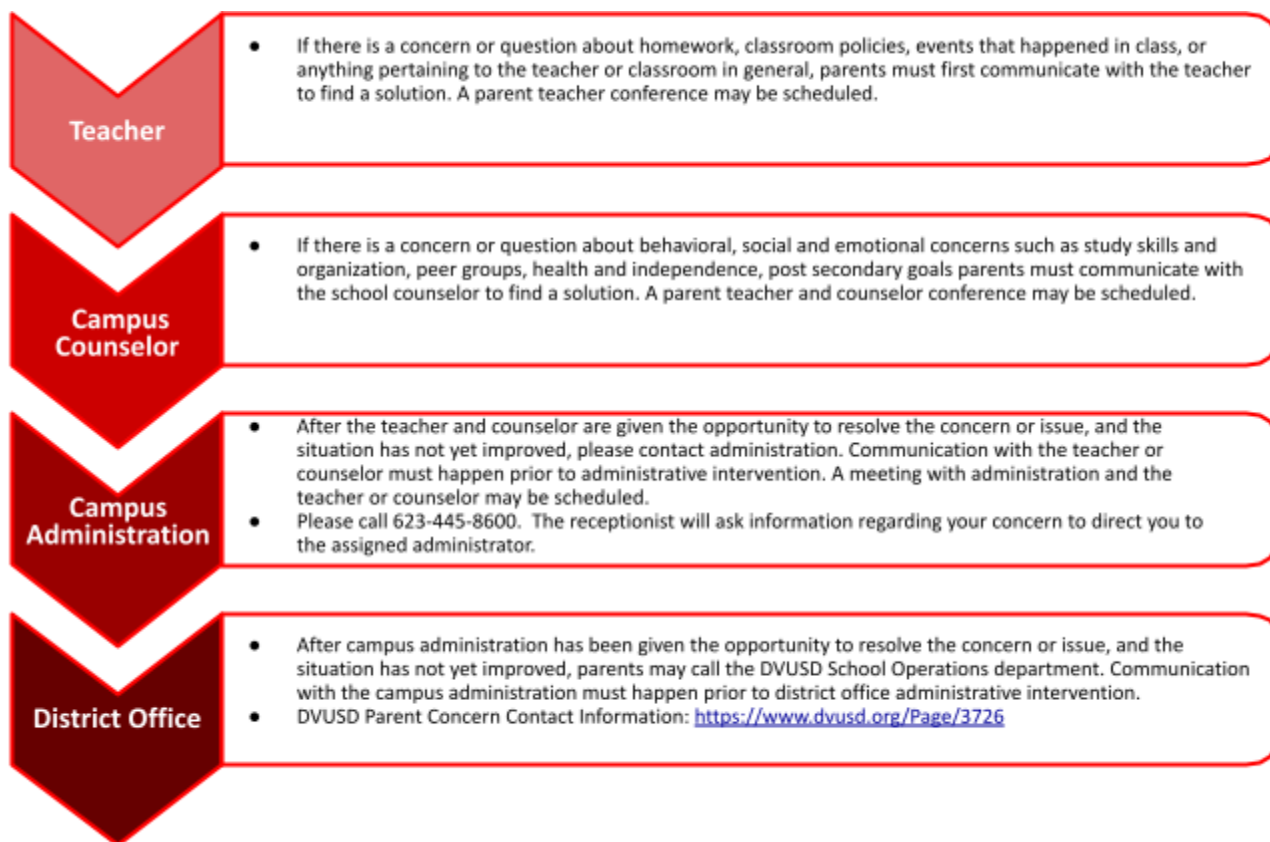 Teacher
● If there is a concern or question about homework, classroom policies, events that happened in class, or
anything pertaining to the teacher or classroom in general, parents must first communicate with the teacher
to find a solution. A parent teacher conference may be scheduled.
Campus
Counselor
● If there is a concern or question about behavioral, social and emotional concerns such as study skills and
organization, peer groups, health and independence, post secondary goals parents must communicate with
the school counselor to find a solution. A parent teacher and counselor conference may be scheduled.
Campus
Administration
● After the teacher and counselor are given the opportunity to resolve the concern or issue, and the
situation has not yet improved, please contact administration. Communication with the teacher or
counselor must happen prior to administrative intervention. A meeting with administration and the
teacher or counselor may be scheduled.
● Please call 623-445-8600.  The receptionist will ask information regarding your concern to direct you to
the assigned administrator.
District Office
● After campus administration has been given the opportunity to resolve the concern or issue, and the
situation has not yet improved, parents may call the DVUSD School Operations department. Communication
with the campus administration must happen prior to district office administrative intervention.
● DVUSD Parent Concern Contact Information: https://www.dvusd.org/Page/3726